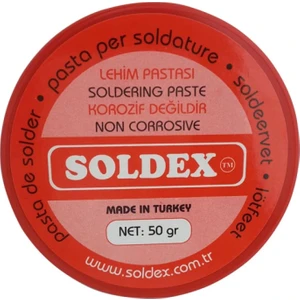 pasta de solder • pasta per soldature • soldeervet • lötfeet •
LEHİM PASTASI
SOLDERING PASTE
KOROZİF DEĞİLDİR
NON CORROSIVE
SOLDEX TM
MADE IN TURKEY
NET: 50 gr
www.soldex.com.tr